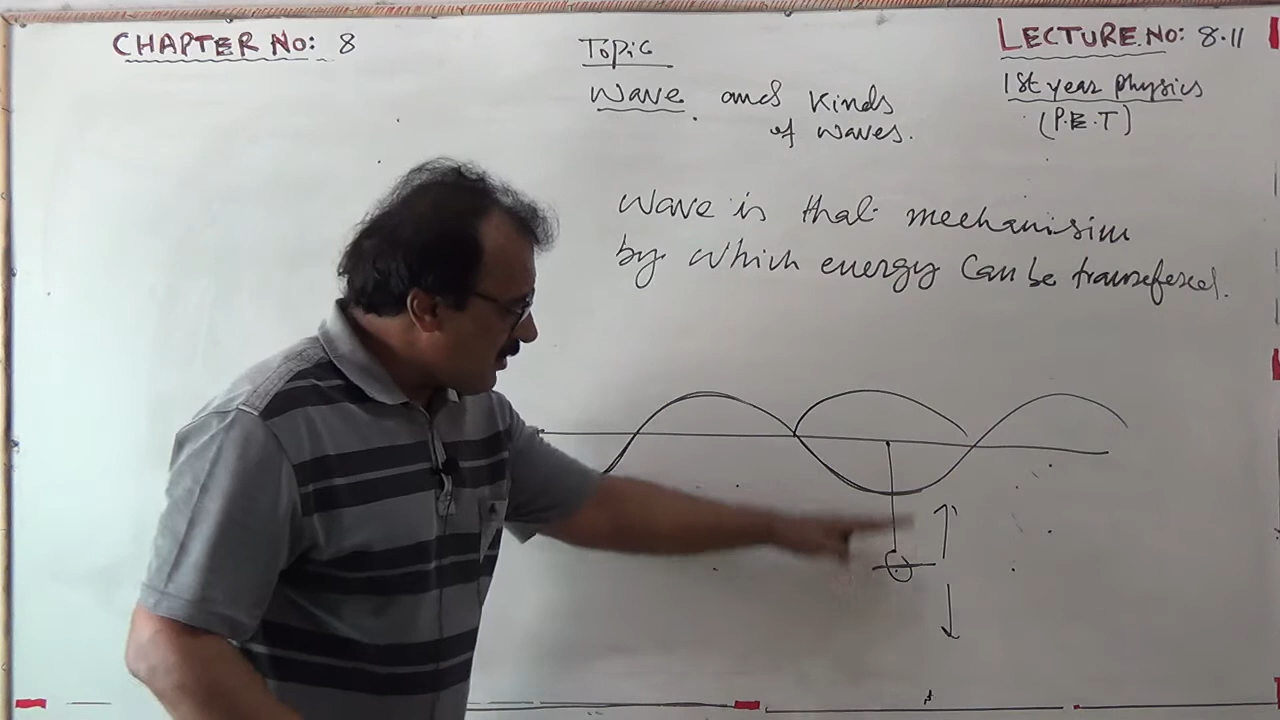 CHAPTER NO: 8
Topic
LECTURE. NO: 8.11
Wave and Kinds
of waves.
1st year physics
(P.E.T)
Wave is that mechanisim
by which energy can be transfered.